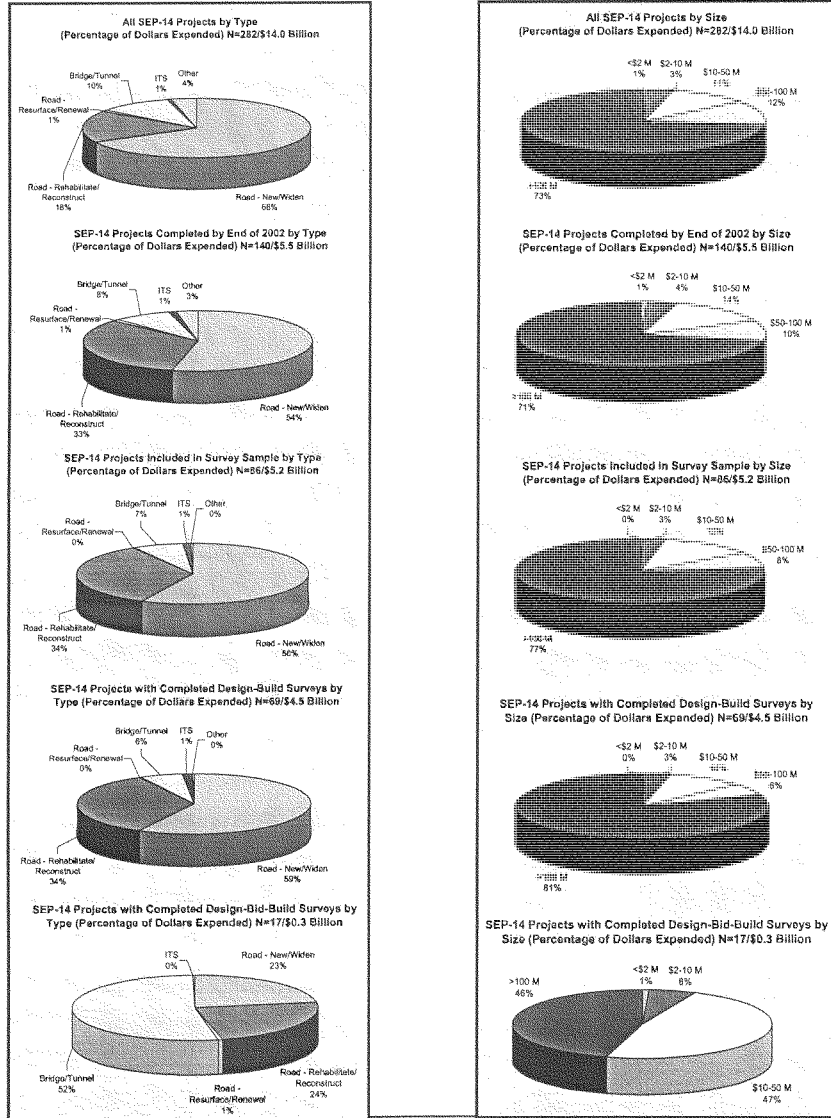 All SEP-14 Projects by Type
(Percentage of Dollars Expended) N=282/$14.0 Billion
Bridge/Tunnel
10%
ITS
1%
Other
4%
Road -
Resurface/Renewal
1%
Road - Rehabilitate/
Reconstruct
18%
Road - New/Widen
66%
SEP-14 Projects Completed by End of 2002 by Type
(Percentage of Dollars Expended) N=140/$5.5 Billion
Bridge/Tunnel
8%
ITS
1%
Other
3%
Road -
Resurface/Renewal
1%
Road - Rehabilitate/
Reconstruct
33%
Road - New/Widen
54%
SEP-14 Projects Included in Survey Sample by Type
(Percentage of Dollars Expended) N=86/$5.2 Billion
Bridge/Tunnel
7%
ITS
1%
Other
0%
Road -
Resurface/Renewal
0%
Road - Rehabilitate/
Reconstruct
34%
Road - New/Widen
SEP-14 Projects with Completed Design-Build Surveys by
Type (Percentage of Dollars Expended) N=69/$4.5 Billion
Bridge/Tunnel
6%
ITS
1%
Other
0%
Road -
Resurface/Renewal
0%
Road - Rehabilitate/
Reconstruct
34%
Road - New/Widen
59%
SEP-14 Projects with Completed Design-Bid-Build Surveys by
Type (Percentage of Dollars Expended) N=17/$0.3 Billion
ITS
0%
Road - New/Widen
23%
Bridge/Tunnel
52%
Road -
Resurface/Renewal
1%
Road - Rehabilitate/
Reconstruct
24%
All SEP-14 Projects by Size
(Percentage of Dollars Expended) N=282/$14.0 Billion
<$2 M
1%
$2-10 M
3%
$10-50 M
-100 M
12%
73%
SEP-14 Projects Completed by End of 2002 by Size
(Percentage of Dollars Expended) N=140/$5.5 Billion
<$2 M
1%
$2-10 M
4%
$10-50 M
14%
$50-100 M
10%
71%
SEP-14 Projects Included in Survey Sample by Size
(Percentage of Dollars Expended) N=86/$5.2 Billion
<$2 M
0%
$2-10 M
3%
$10-50 M
$50-100 M
8%
77%
SEP-14 Projects with Completed Design-Build Surveys by
Size (Percentage of Dollars Expended) N=69/$4.5 Billion
<$2 M
0%
$2-10 M
3%
$10-50 M
-100 M
6%
81%
SEP-14 Projects with Completed Design-Bid-Build Surveys by
Size (Percentage of Dollars Expended) N=17/$0.3 Billion
>100 M
46%
<$2 M
1%
$2-10 M
6%
$10-50 M
47%